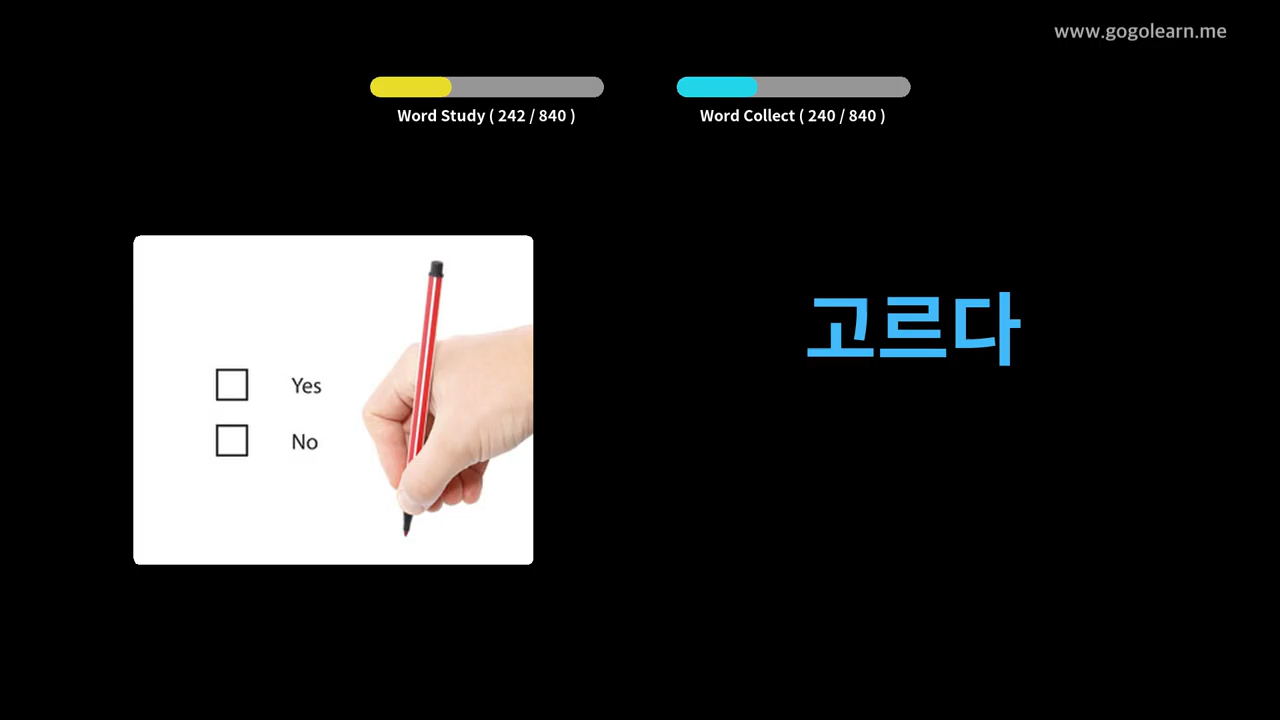 www.gogolearn.me
Word Study ( 242 / 840 )
Word Collect ( 240 / 840 )
고르다
Yes
No